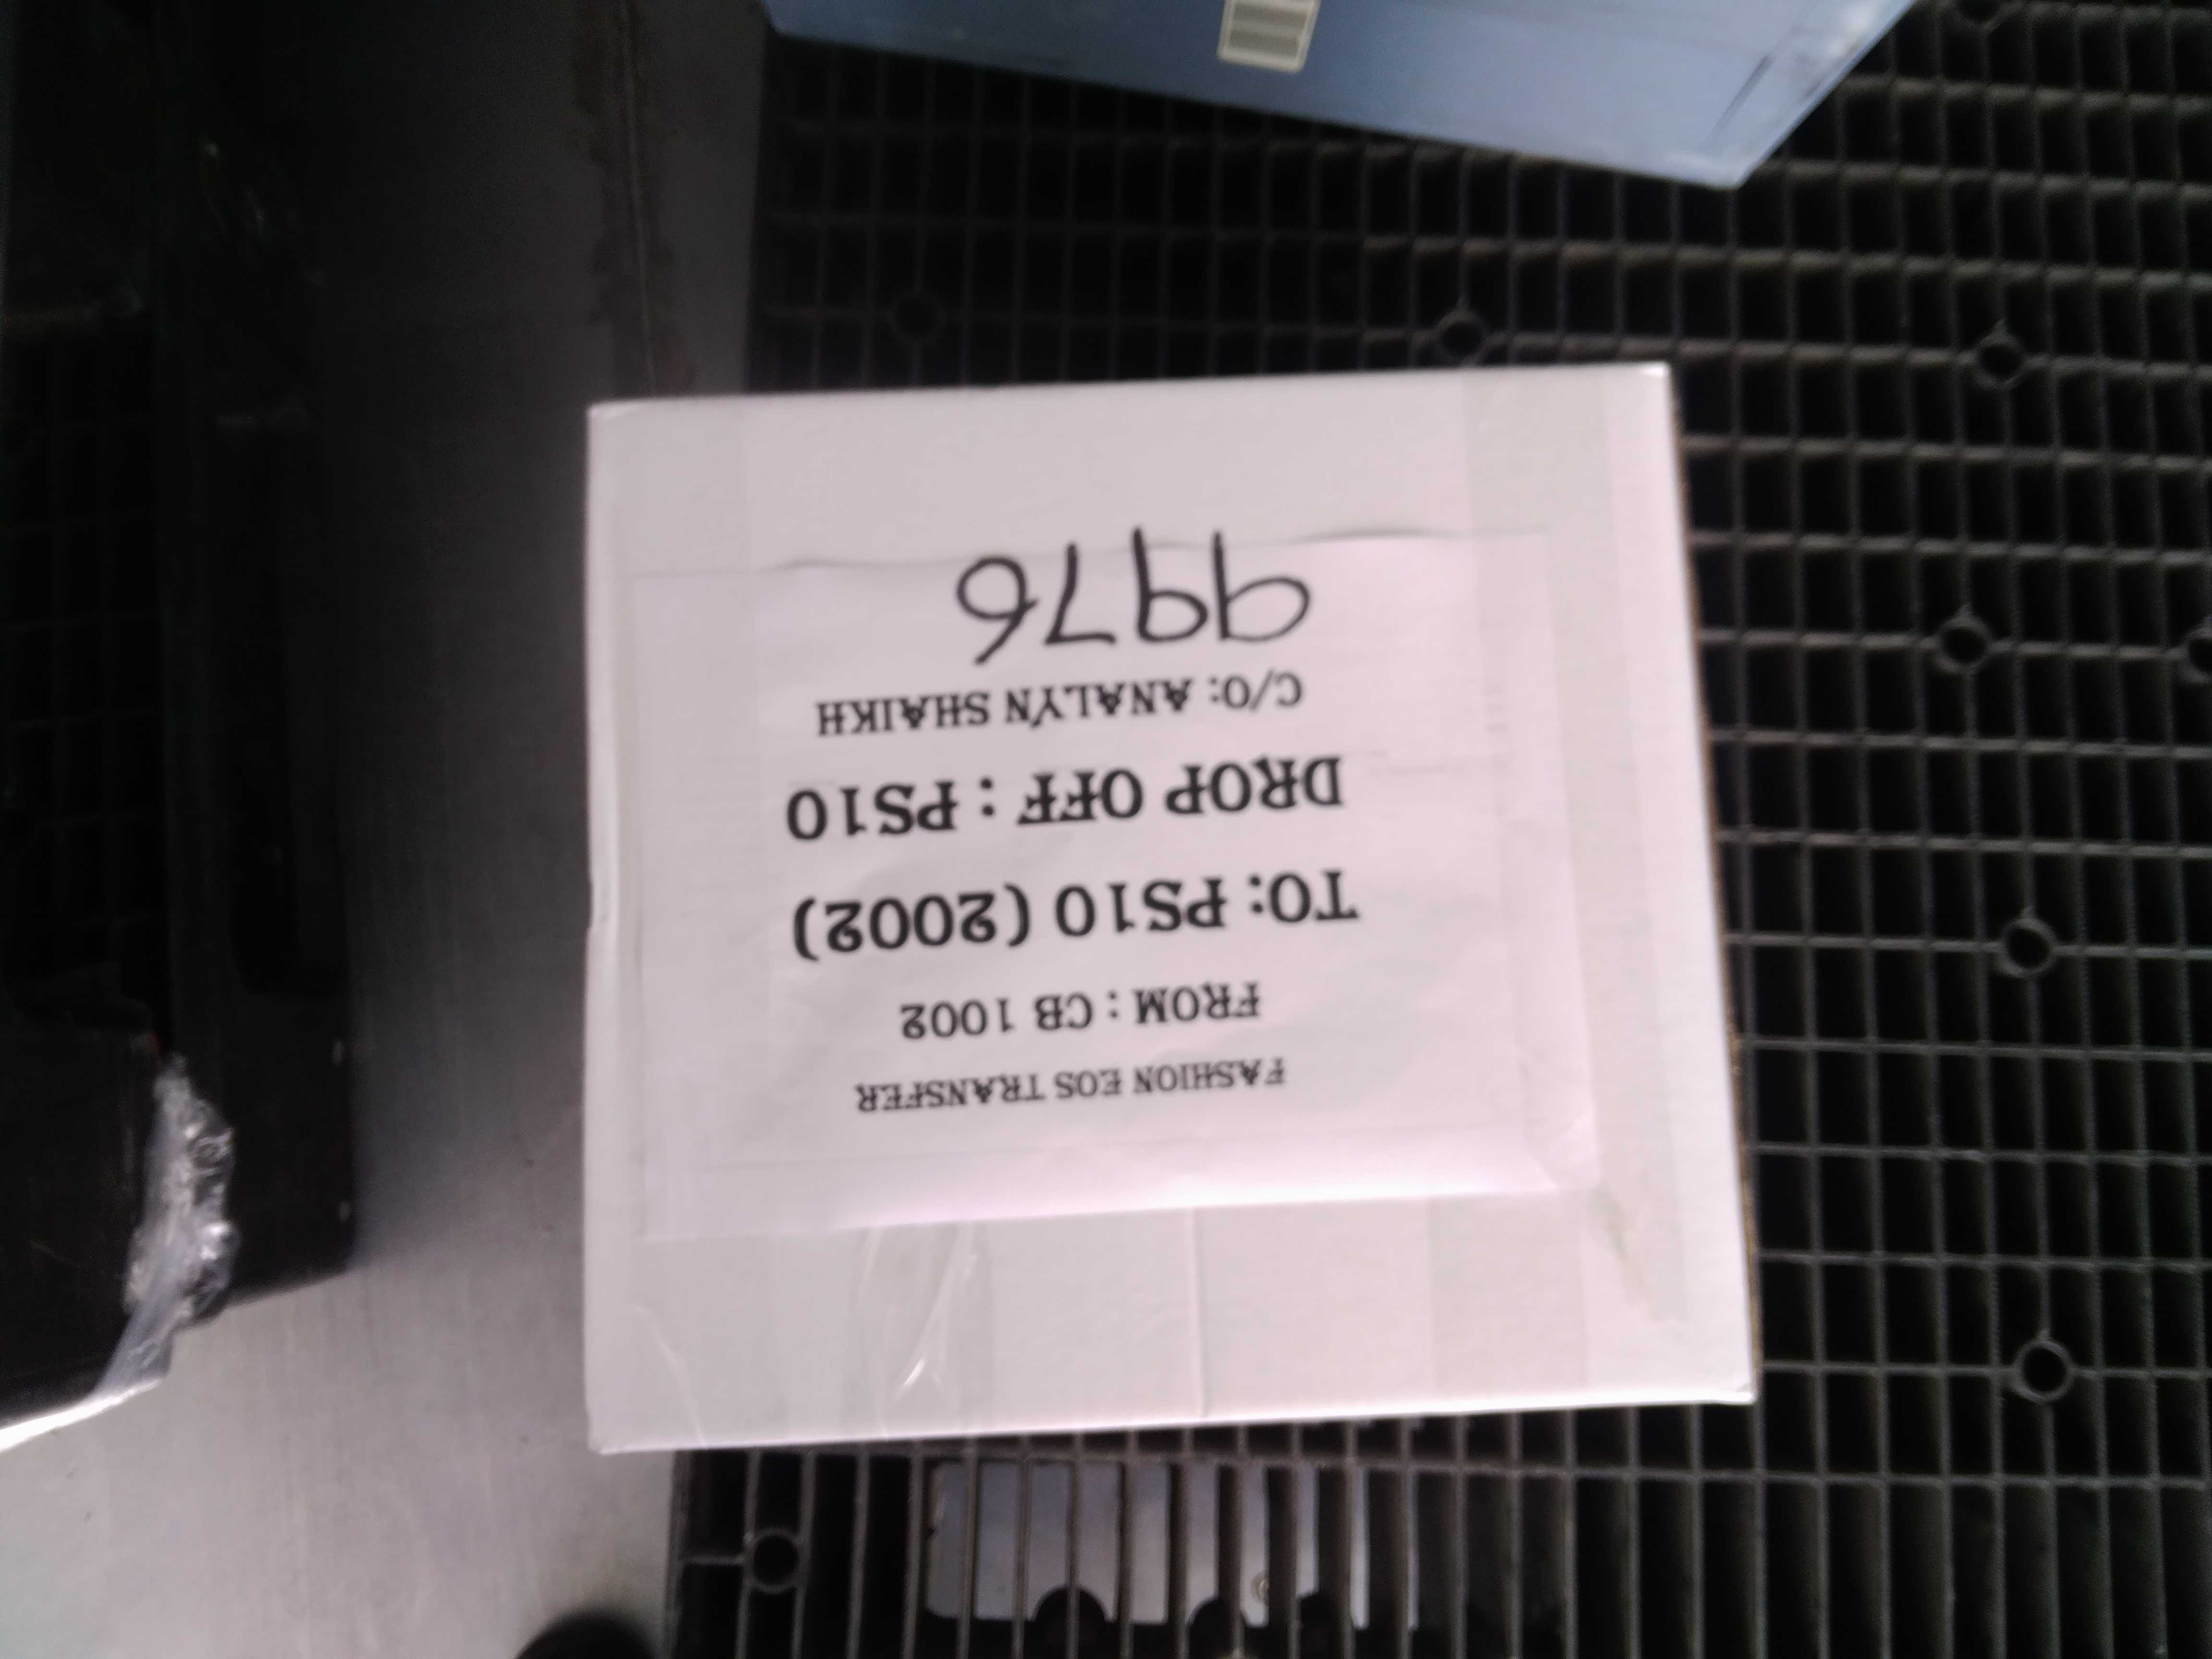 FASHION EOS TRANSFER
FROM : CB 1002
TO: PS10 (2002)
DROP OFF : PS10
C/O: ANALYN SHAIKH
9976